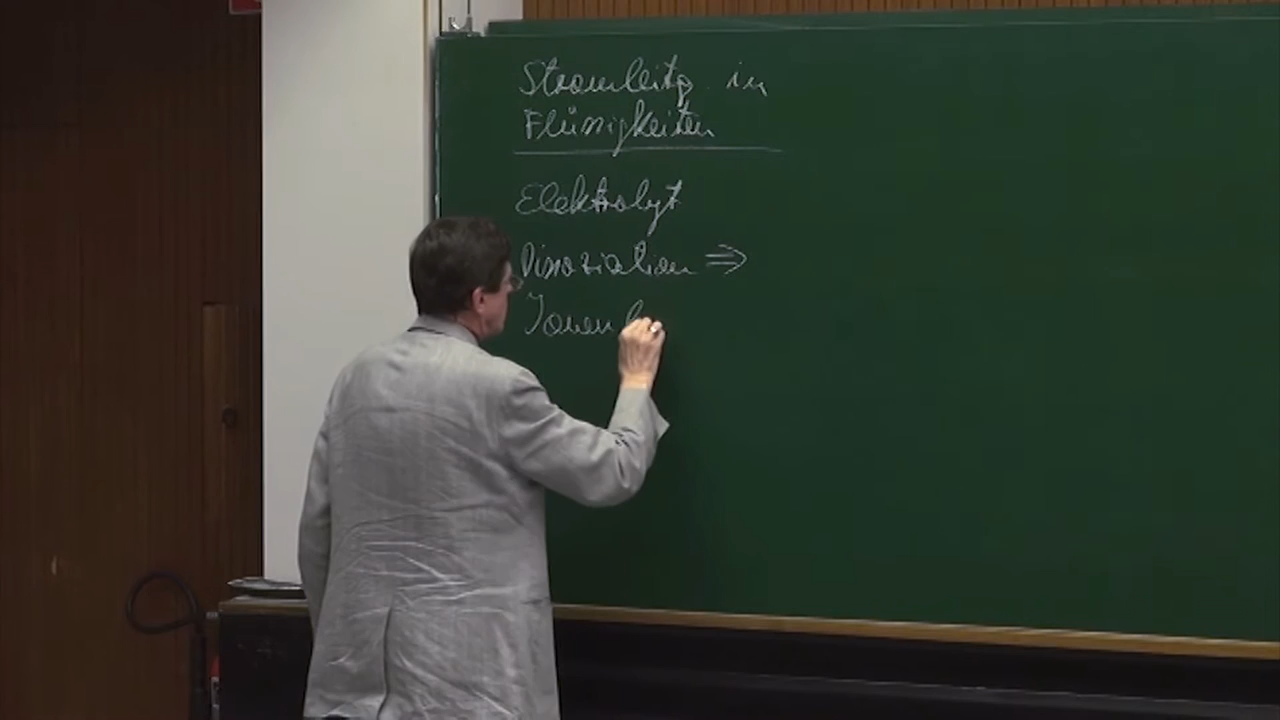 Stromleitg in
Flüssigkeiten
Elektrolyt
Dissoziation ⇒
Ionen